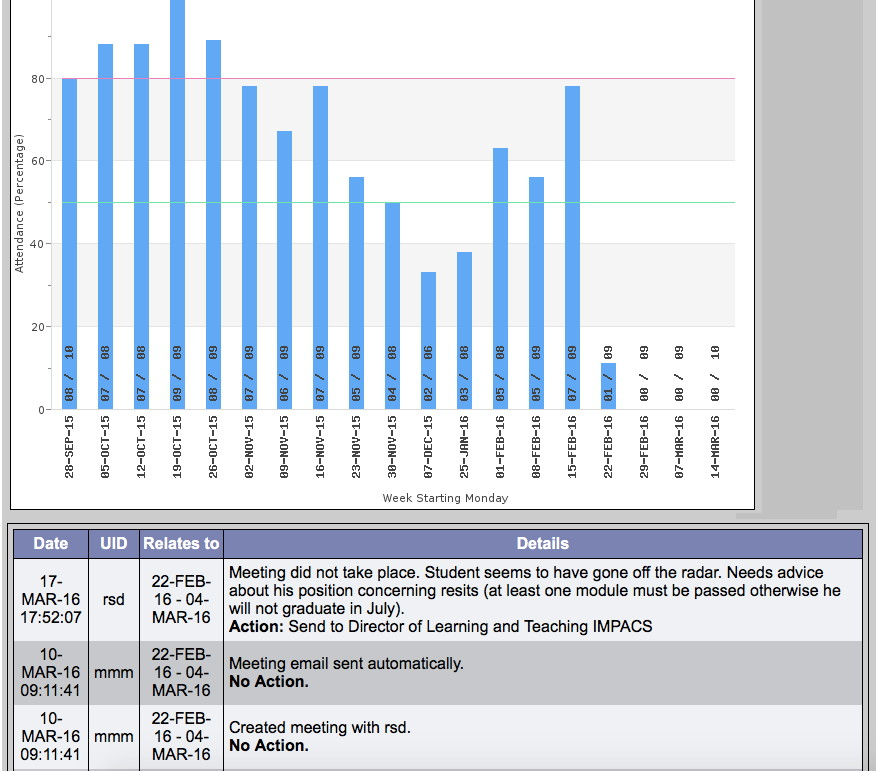 80
60
40
20
0
Attendance (Percentage)
08 / 10
07 / 08
07 / 08
09 / 09
08 / 09
07 / 09
06 / 09
07 / 09
05 / 09
04 / 08
02 / 06
03 / 08
05 / 08
05 / 09
07 / 09
01 / 09
00 / 09
00 / 09
00 / 10
28-SEP-15
05-OCT-15
12-OCT-15
19-OCT-15
26-OCT-15
02-NOV-15
09-NOV-15
16-NOV-15
23-NOV-15
30-NOV-15
07-DEC-15
25-JAN-16
01-FEB-16
08-FEB-16
15-FEB-16
22-FEB-16
29-FEB-16
07-MAR-16
14-MAR-16
Week Starting Monday
Date UID Relates to Details
17-
MAR-16
17:52:07
rsd
22-FEB-
16 - 04-
MAR-16
Meeting did not take place. Student seems to have gone off the radar. Needs advice
about his position concerning resits (at least one module must be passed otherwise he
will not graduate in July).
Action: Send to Director of Learning and Teaching IMPACS
10-
MAR-16
09:11:41
mmm
22-FEB-
16 - 04-
MAR-16
Meeting email sent automatically.
No Action.
10-
MAR-16
09:11:41
mmm
22-FEB-
16 - 04-
MAR-16
Created meeting with rsd.
No Action.